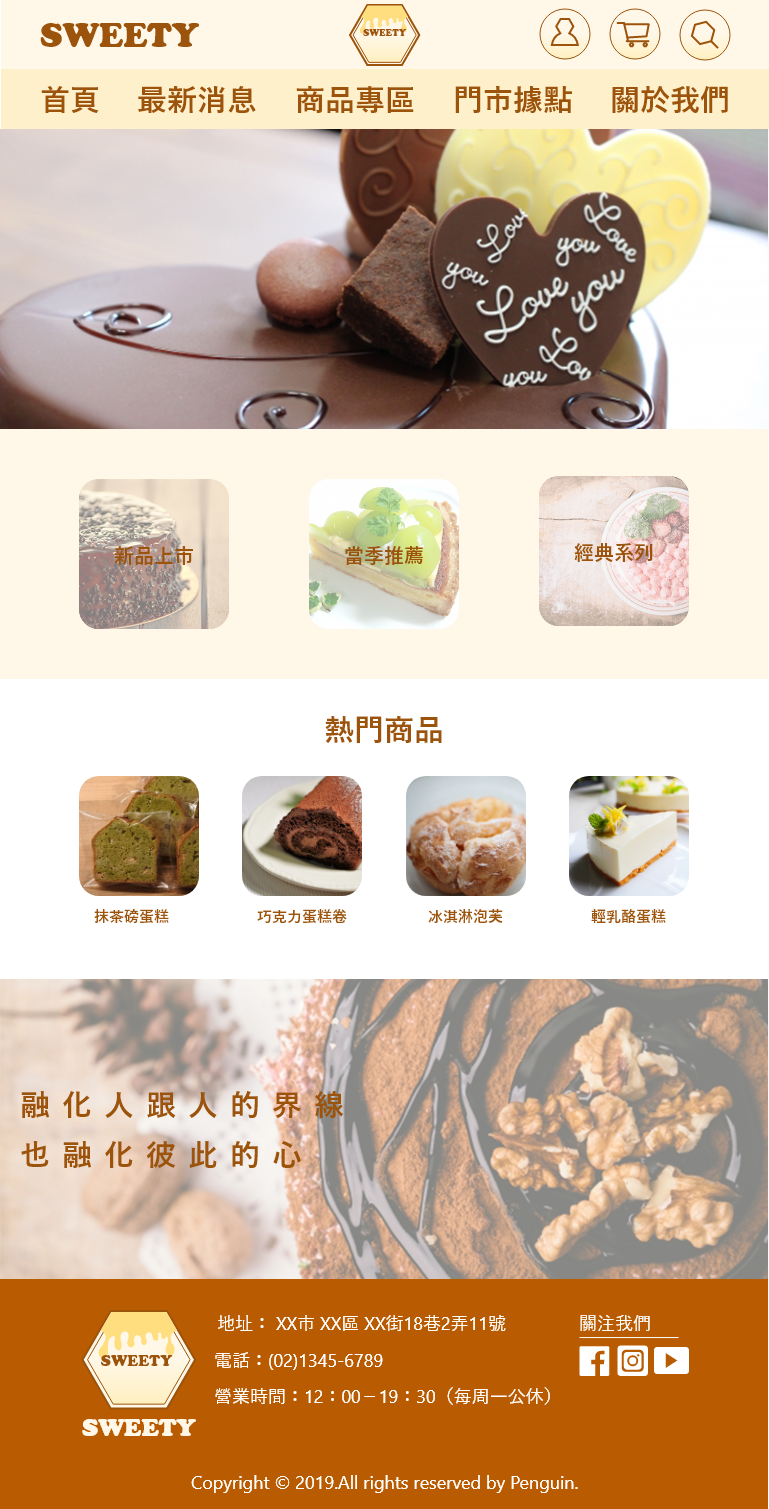 SWEETY
SWEETY
首頁 最新消息 商品專區 門市據點 關於我們
Love
you
Love
you
Love
you
Love
you
新品上市 當季推薦 經典系列
熱門商品
抹茶磅蛋糕 巧克力蛋糕卷 冰淇淋泡芙 輕乳酪蛋糕
融化人跟人的界線
也融化彼此的心
SWEETY
SWEETY
地址： XX市 XX區 XX街18巷2弄11號
電話：(02)1345-6789
營業時間：12：00－19：30（每周一公休）
關注我們
Copyright © 2019.All rights reserved by Penguin.